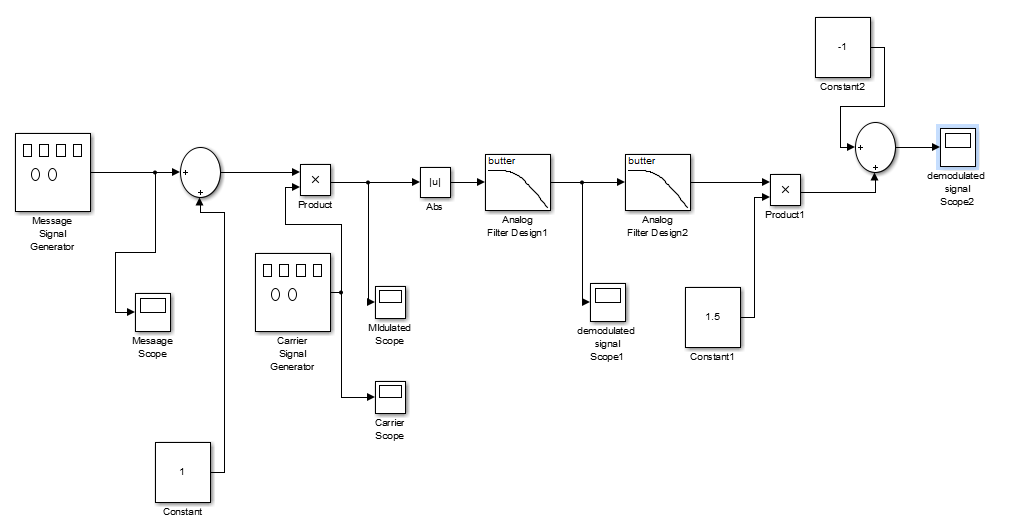 -1
Constant2
butter
butter
|u|
Message
Signal
Generator
Product
Abs
Analog
Filter Design1
Analog
Filter Design2
Product1
demodulated
signal
Scope2
Mesaage
Scope
Carrier
Signal
Generator
MIdulated
Scope
demodulated
signal
Scope1
1.5
Constant1
Carrier
Scope
1
Constant